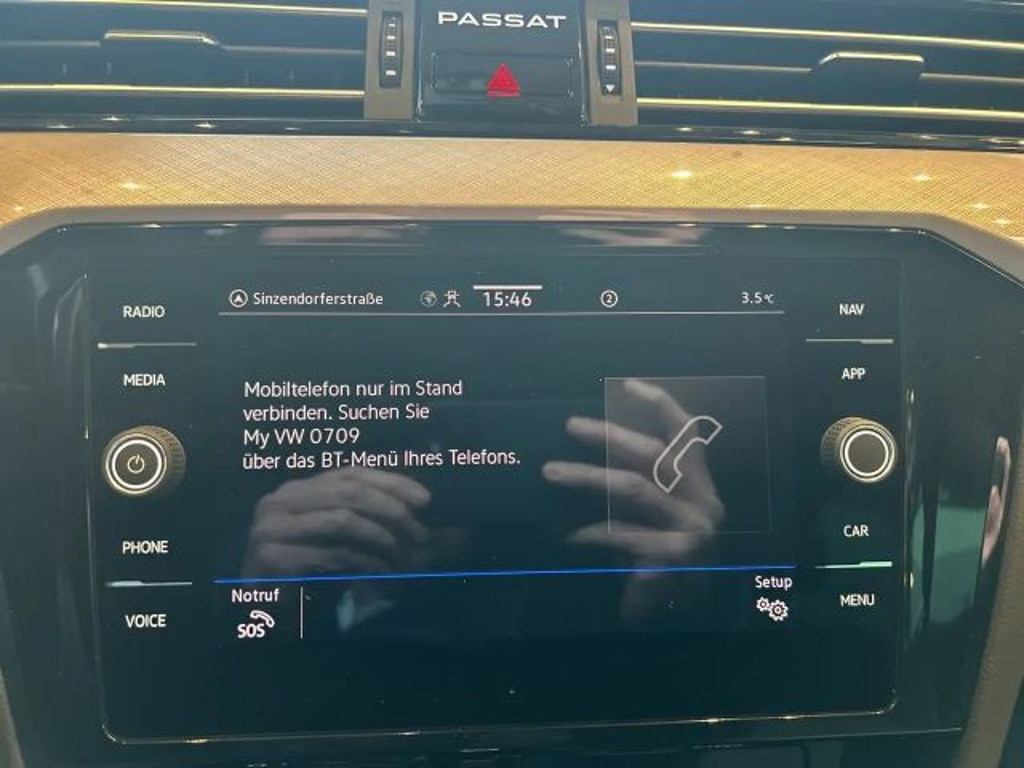 PASSAT
Sinzendorferstraße 15:46 2 3.5°C
RADIO
NAV
MEDIA
APP
Mobiltelefon nur im Stand
verbinden. Suchen Sie
My VW 0709
über das BT-Menü Ihres Telefons.
PHONE
CAR
Notruf
SOS
Setup
VOICE
MENU